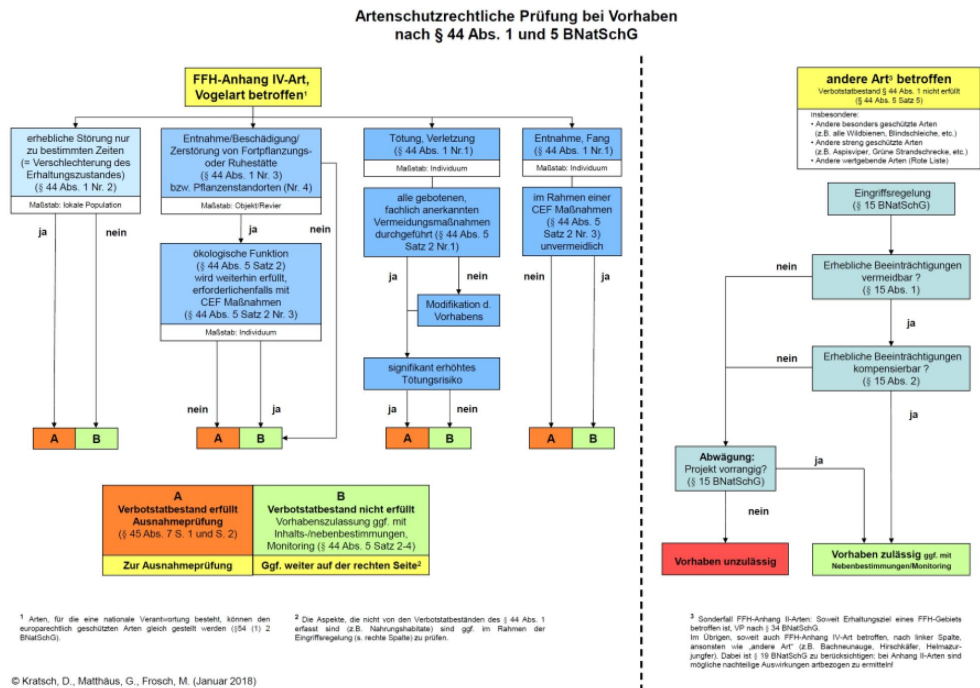 Artenschutzrechtliche Prüfung bei Vorhaben
nach § 44 Abs. 1 und 5 BNatSchG
FFH-Anhang IV-Art,
Vogelart betroffen¹
erhebliche Störung nur
zu bestimmten Zeiten
(= Verschlechterung des
Erhaltungszustandes)
(§ 44 Abs. 1 Nr. 2)
Maßstab: lokale Population
ja
nein
Entnahme/Beschädigung/
Zerstörung von Fortpflanzungs-
oder Ruhestätte
(§ 44 Abs. 1 Nr. 3)
bzw. Pflanzenstandorten (Nr. 4)
Maßstab: Objekt/Revier
ja
nein
ökologische Funktion
(§ 44 Abs. 5 Satz 2)
wird weiterhin erfüllt,
erforderlichenfalls mit
CEF Maßnahmen
(§ 44 Abs. 5 Satz 2 Nr. 3)
Maßstab: Individuum
nein
ja
Tötung, Verletzung
(§ 44 Abs. 1 Nr.1)
Maßstab: Individuum
alle gebotenen,
fachlich anerkannten
Vermeidungsmaßnahmen
durchgeführt (§ 44 Abs. 5
Satz 2 Nr.1)
ja
nein
Modifikation d.
Vorhabens
signifikant erhöhtes
Tötungsrisiko
ja
nein
Entnahme, Fang
(§ 44 Abs. 1 Nr.1)
Maßstab: Individuum
im Rahmen einer
CEF Maßnahmen
(§ 44 Abs. 5
Satz 2 Nr. 3)
unvermeidlich
nein
ja
A B
A B
A B
A B
A
Verbotstatbestand erfüllt
Ausnahmeprüfung
(§ 45 Abs. 7 S. 1 und S. 2)
Zur Ausnahmeprüfung
B
Verbotstatbestand nicht erfüllt
Vorhabenszulassung ggf. mit
Inhalts-/nebenbestimmungen,
Monitoring (§ 44 Abs. 5 Satz 2-4)
Ggf. weiter auf der rechten Seite²
¹ Arten, für die eine nationale Verantwortung besteht, können den
europarechtlich geschützten Arten gleich gestellt werden (§54 (1) 2
BNatSchG).
² Die Aspekte, die nicht von den Verbotstatbeständen des § 44 Abs. 1
erfasst sind (z.B. Nahrungshabitate) sind ggf. im Rahmen der
Eingriffsregelung (s. rechte Spalte) zu prüfen.
© Kratsch, D., Matthäus, G., Frosch, M. (Januar 2018)
andere Art³ betroffen
Verbotstatbestand § 44 Abs. 1 nicht erfüllt
(§ 44 Abs. 5 Satz 5)
Insbesondere:
• Andere besonders geschützte Arten
(z.B. alle Wildbienen, Blindschleiche, etc.)
• Andere streng geschützte Arten
(z.B. Aspisviper, Grüne Strandschrecke, etc.)
• Andere wertgebende Arten (Rote Liste)
Eingriffsregelung
(§ 15 BNatSchG)
nein
Erhebliche Beeinträchtigungen
vermeidbar ?
(§ 15 Abs. 1)
ja
nein
Erhebliche Beeinträchtigungen
kompensierbar ?
(§ 15 Abs. 2)
ja
Abwägung:
Projekt vorrangig?
(§ 15 BNatSchG)
ja
nein
Vorhaben unzulässig
Vorhaben zulässig ggf. mit
Nebenbestimmungen/Monitoring
³ Sonderfall FFH-Anhang II-Arten: Soweit Erhaltungsziel eines FFH-Gebiets
betroffen ist, VP nach § 34 BNatSchG.
Im Übrigen, soweit auch FFH-Anhang IV-Art betroffen, nach linker Spalte,
ansonsten wie „andere Art" (z.B. Bachneunauge, Hirschkäfer, Helmazur-
jungfer). Dabei ist § 19 BNatSchG zu berücksichtigen: bei Anhang II-Arten sind
mögliche nachteilige Auswirkungen artbezogen zu ermitteln!